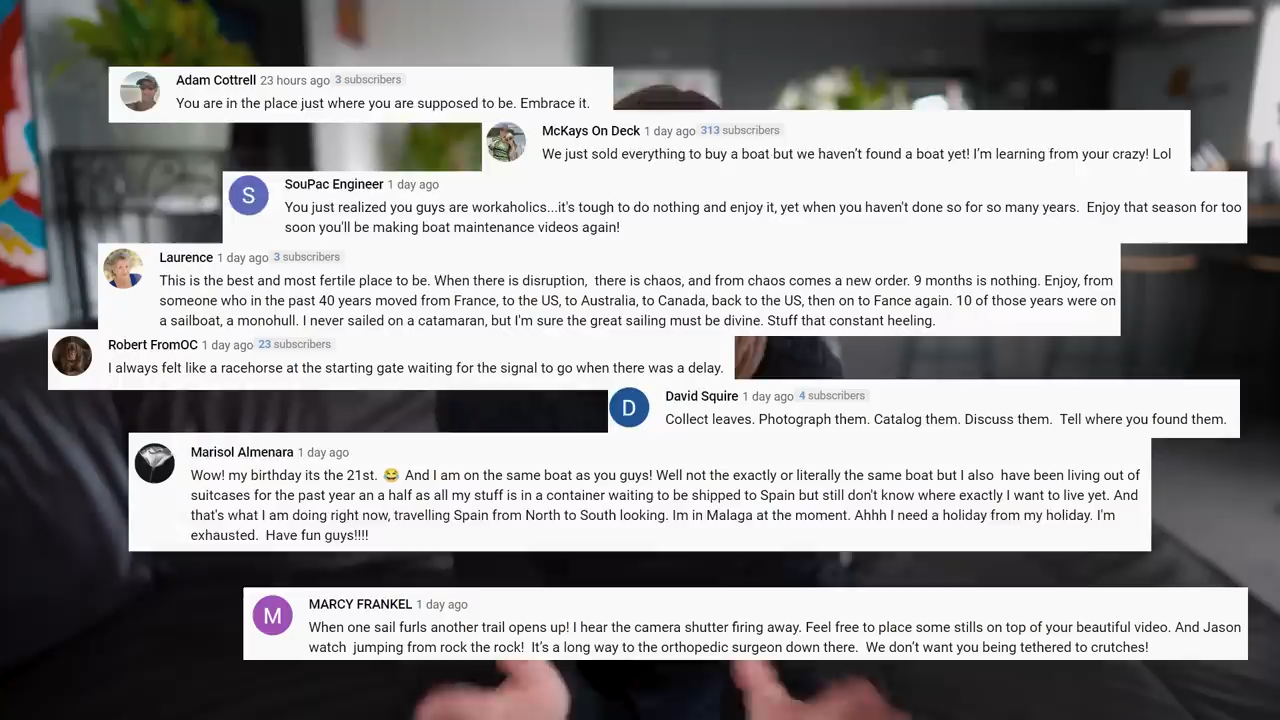 Adam Cottrell 23 hours ago 3 subscribers
You are in the place just where you are supposed to be. Embrace it.
McKays On Deck 1 day ago 313 subscribers
We just sold everything to buy a boat but we haven’t found a boat yet! I’m learning from your crazy! Lol
S
SouPac Engineer 1 day ago
You just realized you guys are workaholics...it's tough to do nothing and enjoy it, yet when you haven't done so for so many years. Enjoy that season for too
soon you'll be making boat maintenance videos again!
Laurence 1 day ago 3 subscribers
This is the best and most fertile place to be. When there is disruption, there is chaos, and from chaos comes a new order. 9 months is nothing. Enjoy, from
someone who in the past 40 years moved from France, to the US, to Australia, to Canada, back to the US, then on to Fance again. 10 of those years were on
a sailboat, a monohull. I never sailed on a catamaran, but I'm sure the great sailing must be divine. Stuff that constant heeling.
Robert FromOC 1 day ago 23 subscribers
I always felt like a racehorse at the starting gate waiting for the signal to go when there was a delay.
D
David Squire 1 day ago 4 subscribers
Collect leaves. Photograph them. Catalog them. Discuss them. Tell where you found them.
Marisol Almenara 1 day ago
Wow! my birthday its the 21st. 😂 And I am on the same boat as you guys! Well not the exactly or literally the same boat but I also have been living out of
suitcases for the past year an a half as all my stuff is in a container waiting to be shipped to Spain but still don't know where exactly I want to live yet. And
that's what I am doing right now, travelling Spain from North to South looking. Im in Malaga at the moment. Ahhh I need a holiday from my holiday. I'm
exhausted. Have fun guys!!!!
M
MARCY FRANKEL 1 day ago
When one sail furls another trail opens up! I hear the camera shutter firing away. Feel free to place some stills on top of your beautiful video. And Jason
watch jumping from rock the rock! It’s a long way to the orthopedic surgeon down there. We don’t want you being tethered to crutches!